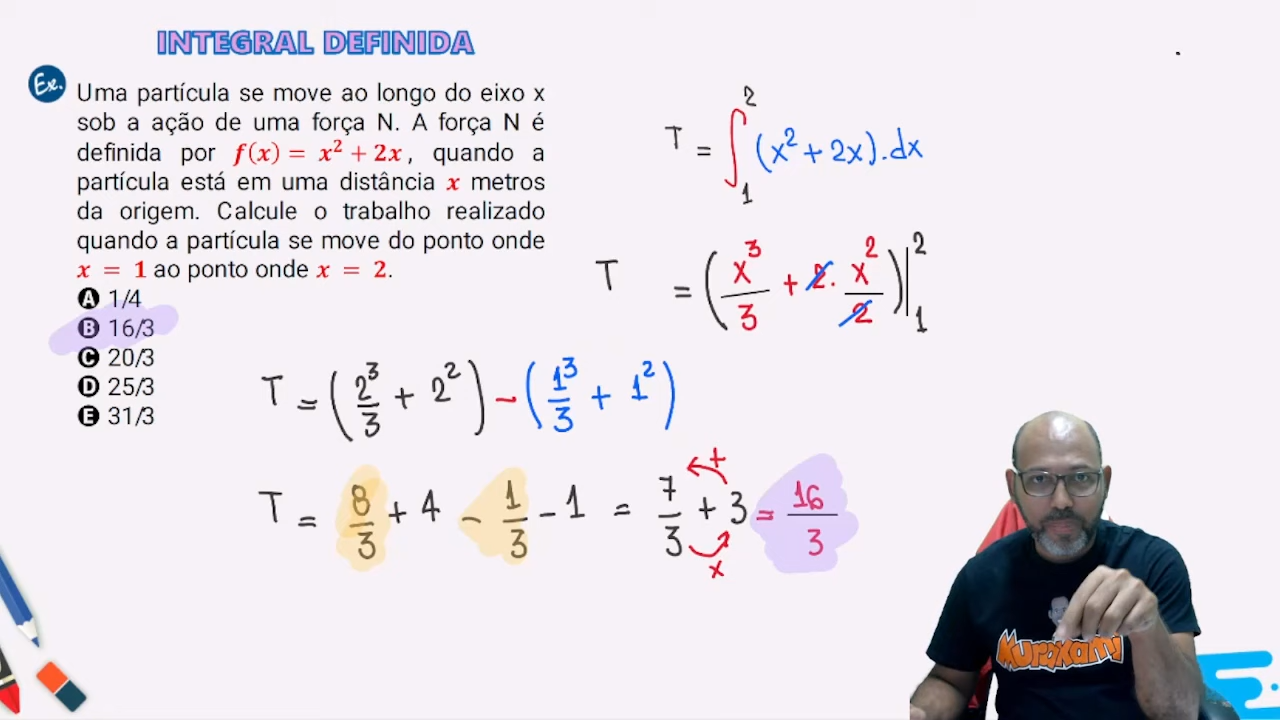 INTEGRAL DEFINIDA
Ex.
Uma partícula se move ao longo do eixo x
sob a ação de uma força N. A força N é
definida por f(x) = x² + 2x, quando a
partícula está em uma distância x metros
da origem. Calcule o trabalho realizado
quando a partícula se move do ponto onde
x = 1 ao ponto onde x = 2.
A 1/4
B 16/3
C 20/3
D 25/3
E 31/3
T = ∫₁² (x² + 2x).dx
T = (x³/3 + 2. x²/2)|₁²
T = (2³/3 + 2²) - (1³/3 + 1²)
T = 8/3 + 4 - 1/3 - 1 = 7/3 + 3 = 16/3
+
x
Murakami